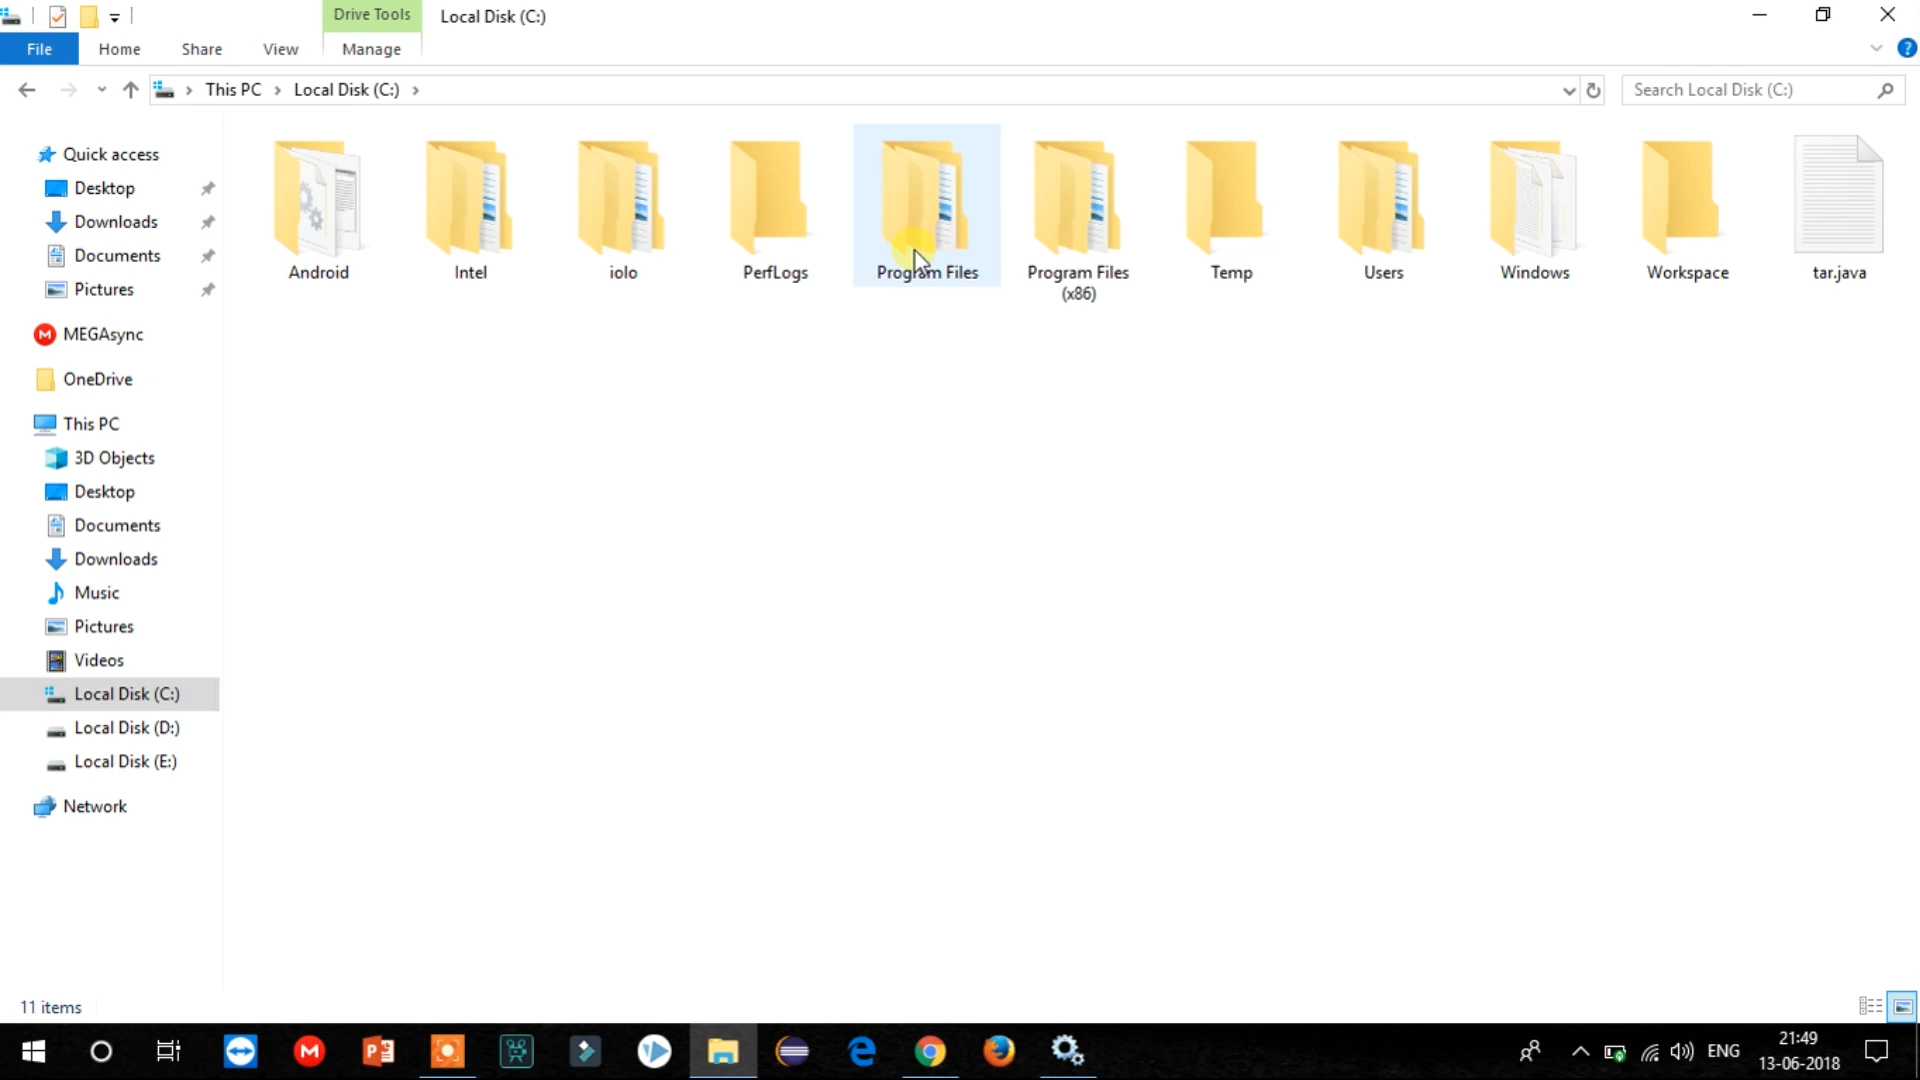 Drive Tools
Local Disk (C:)
File
Home
Share
View
Manage
?
This PC
Local Disk (C:)
Search Local Disk (C:)
Quick access
Desktop
Downloads
Documents
Pictures
MEGAsync
OneDrive
This PC
3D Objects
Desktop
Documents
Downloads
Music
Pictures
Videos
Local Disk (C:)
Local Disk (D:)
Local Disk (E:)
Network
Android
Intel
iolo
PerfLogs
Program Files
Program Files
(x86)
Temp
Users
Windows
Workspace
tar.java
11 items
ENG
21:49
13-06-2018